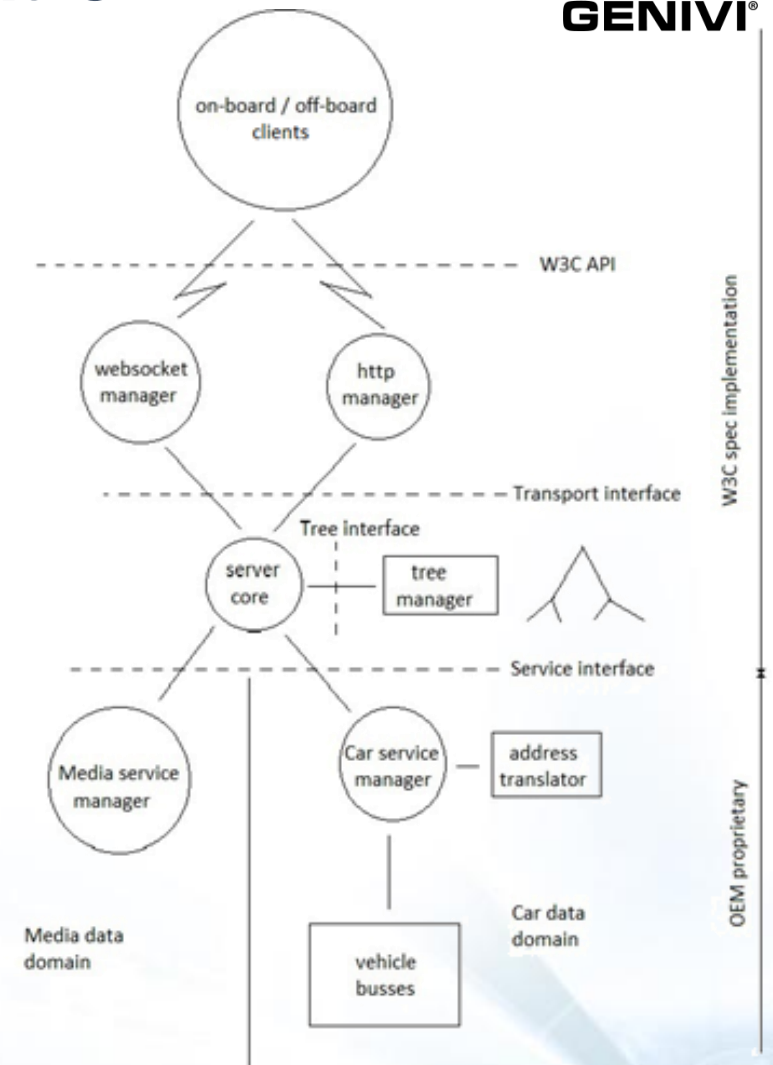 GENIVI®
on-board / off-board
clients
W3C API
websocket
manager
http
manager
W3C spec implementation
Transport interface
Tree interface
server
core
tree
manager
Service interface
Media service
manager
Car service
manager
address
translator
OEM proprietary
Media data
domain
Car data
domain
vehicle
busses